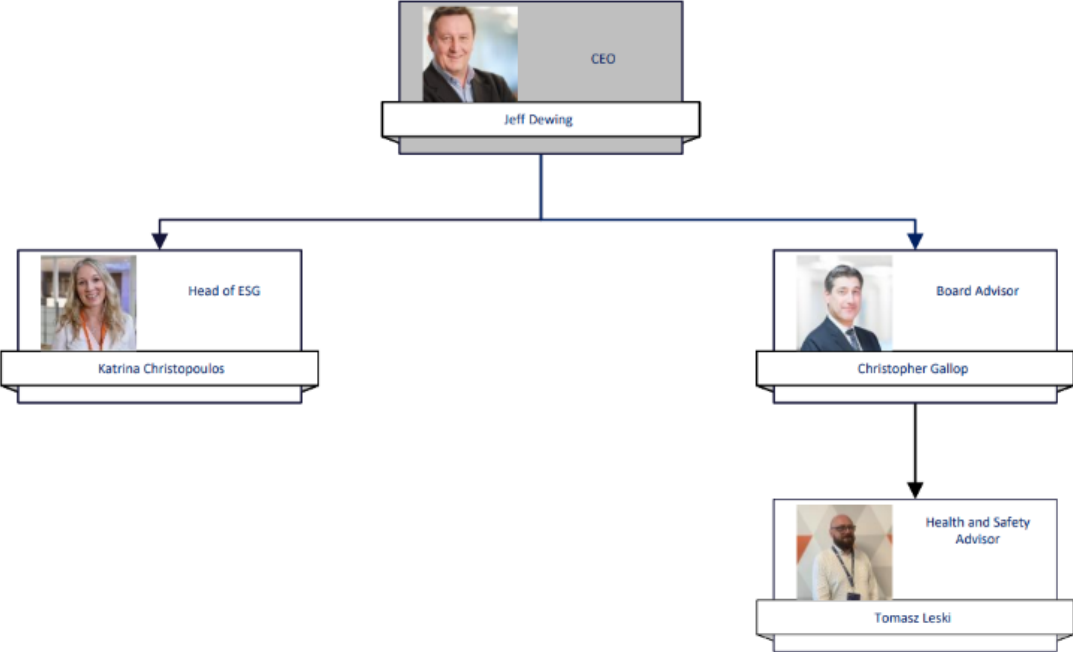 CEO
Jeff Dewing
Head of ESG
Katrina Christopoulos
Board Advisor
Christopher Gallop
Health and Safety
Advisor
Tomasz Leski